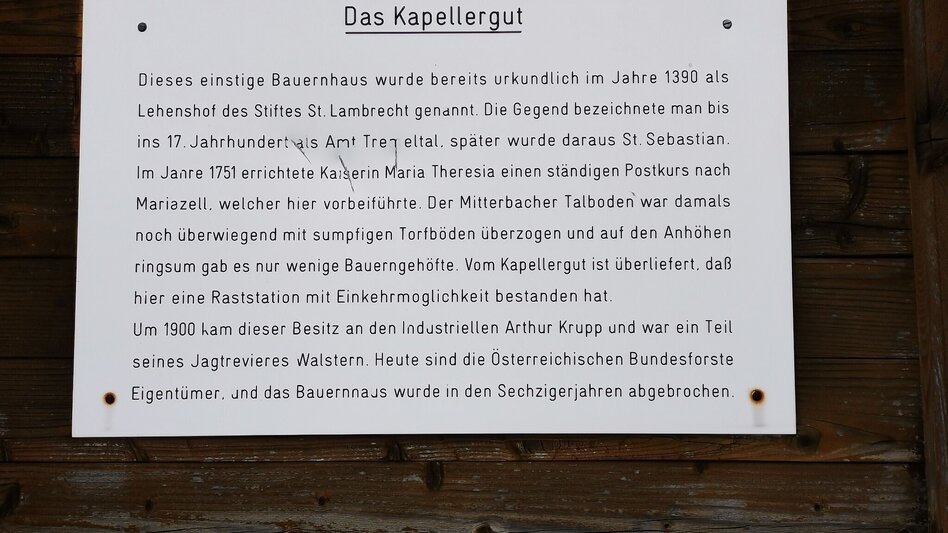 Das Kapellergut
Dieses einstige Bauernhaus wurde bereits urkundlich im Jahre 1390 als
Lehenshof des Stiftes St. Lambrecht genannt. Die Gegend bezeichnete man bis
ins 17. Jahrhundert als Amt eltal, später wurde daraus St. Sebastian.
Im Jahre 1751 errichtete Kaiserin Maria Theresia einen ständigen Postkurs nach
Mariazell, welcher hier vorbeiführte. Der Mitterbacher Talboden war damals
noch überwiegend mit sumpfigen Torfböden überzogen und auf den Anhöhen
ringsum gab es nur wenige Bauerngehöfte. Vom Kapellergut ist überliefert, daß
hier eine Raststation mit Einkehrmoglichkeit bestanden hat.
Um 1900 kam dieser Besitz an den Industriellen Arthur Krupp und war ein Teil
seines Jagtrevieres Walstern. Heute sind die Österreichischen Bundesforste
Eigentümer, und das Bauernhaus wurde in den Sechzigerjahren abgebrochen.